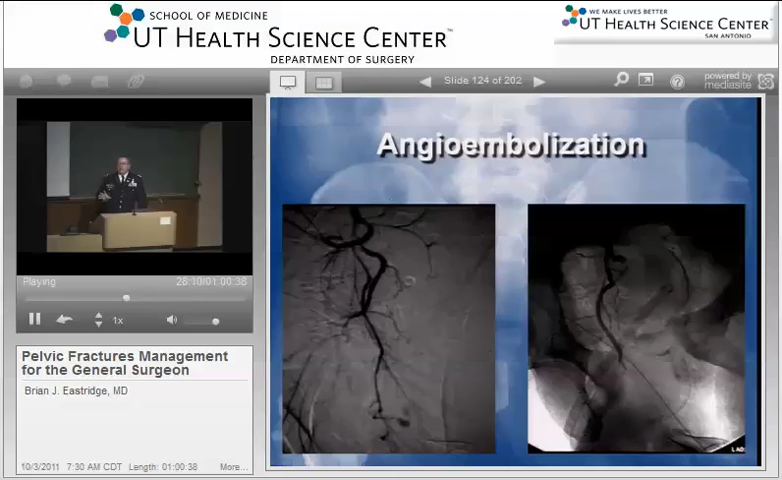 SCHOOL OF MEDICINE
UT HEALTH SCIENCE CENTER™
DEPARTMENT OF SURGERY
WE MAKE LIVES BETTER
UT HEALTH SCIENCE CENTER™
SAN ANTONIO
Slide 124 of 202
powered by
mediasite
Angioembolization
Playing
28:10/01:00:38
1x
Pelvic Fractures Management
for the General Surgeon
Brian J. Eastridge, MD
10/3/2011 7:30 AM CDT Length: 01:00:38 More...